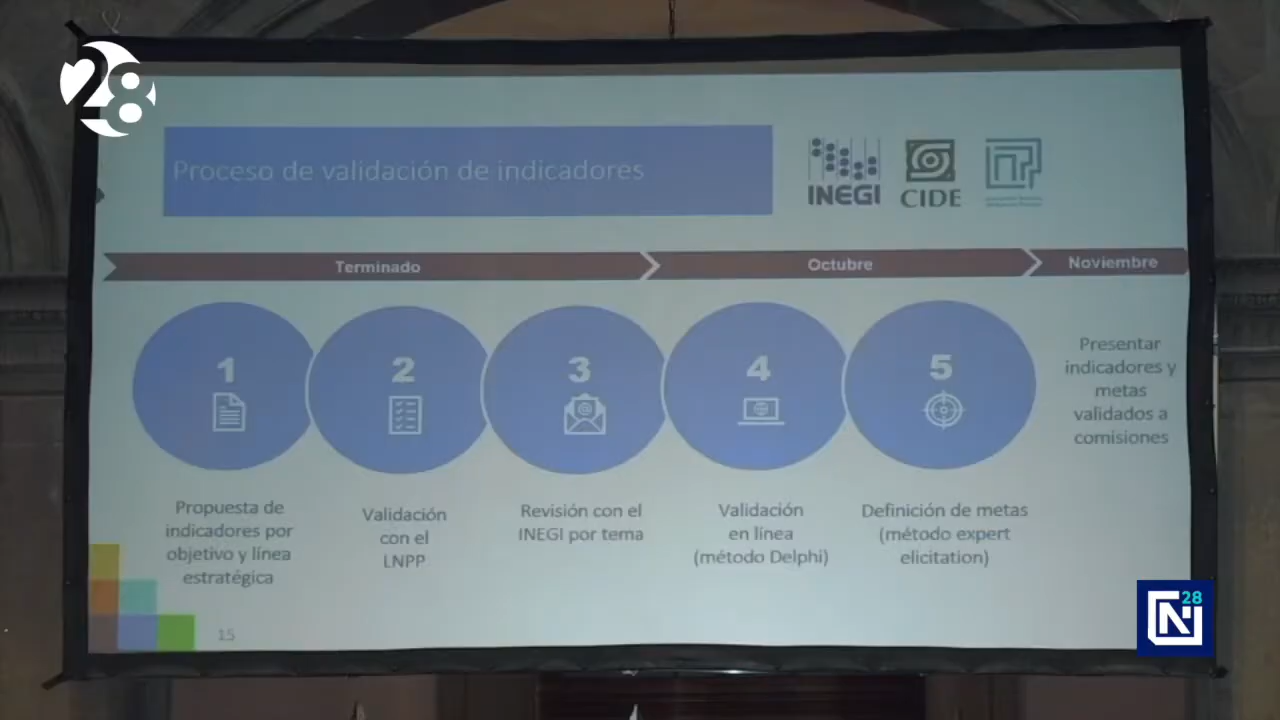 28
Proceso de validación de indicadores
INEGI
CIDE
Terminado
Octubre
Noviembre
1
2
3
4
5
Propuesta de
indicadores por
objetivo y línea
estratégica
Validación
con el
LNPP
Revisión con el
INEGI por tema
Validación
en línea
(método Delphi)
Definición de metas
(método expert
elicitation)
Presentar
indicadores y
metas
validados a
comisiones
15
N 28